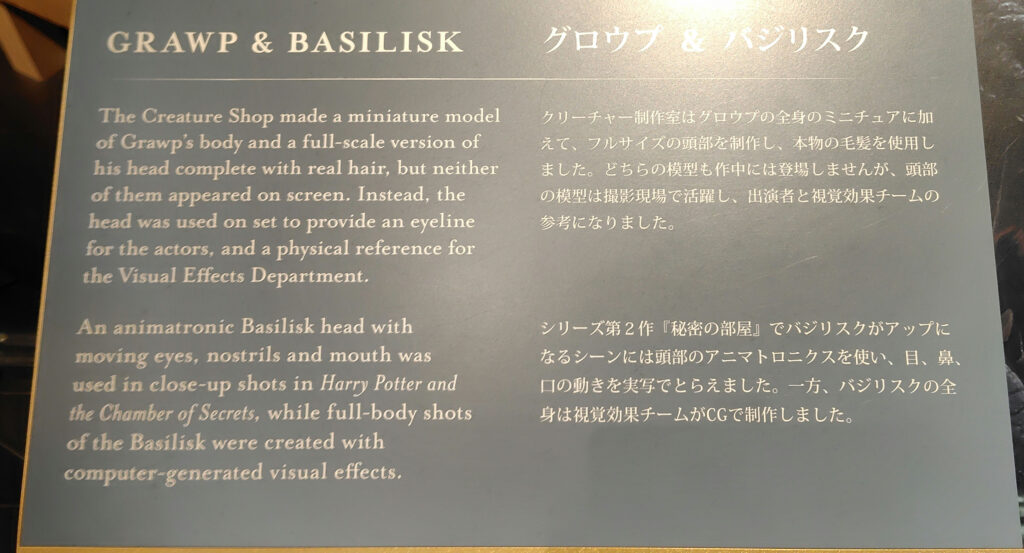 GRAWP & BASILISK
The Creature Shop made a miniature model
of Grawp's body and a full-scale version of
his head complete with real hair, but neither
of them appeared on screen. Instead, the
head was used on set to provide an eyeline
for the actors, and a physical reference for
the Visual Effects Department.
An animatronic Basilisk head with
moving eyes, nostrils and mouth was
used in close-up shots in Harry Potter and
the Chamber of Secrets, while full-body shots
of the Basilisk were created with
computer-generated visual effects.
グロウプ & バジリスク
クリーチャー制作室はグロウプの全身のミニチュアに加
えて、フルサイズの頭部を制作し、本物の毛髪を使用し
ました。どちらの模型も作中には登場しませんが、頭部
の模型は撮影現場で活躍し、出演者と視覚効果チームの
参考になりました。
シリーズ第2作『秘密の部屋』でバジリスクがアップに
なるシーンには頭部のアニマトロニクスを使い、目、鼻、
口の動きを実写でとらえました。一方、バジリスクの全
身は視覚効果チームがCGで制作しました。